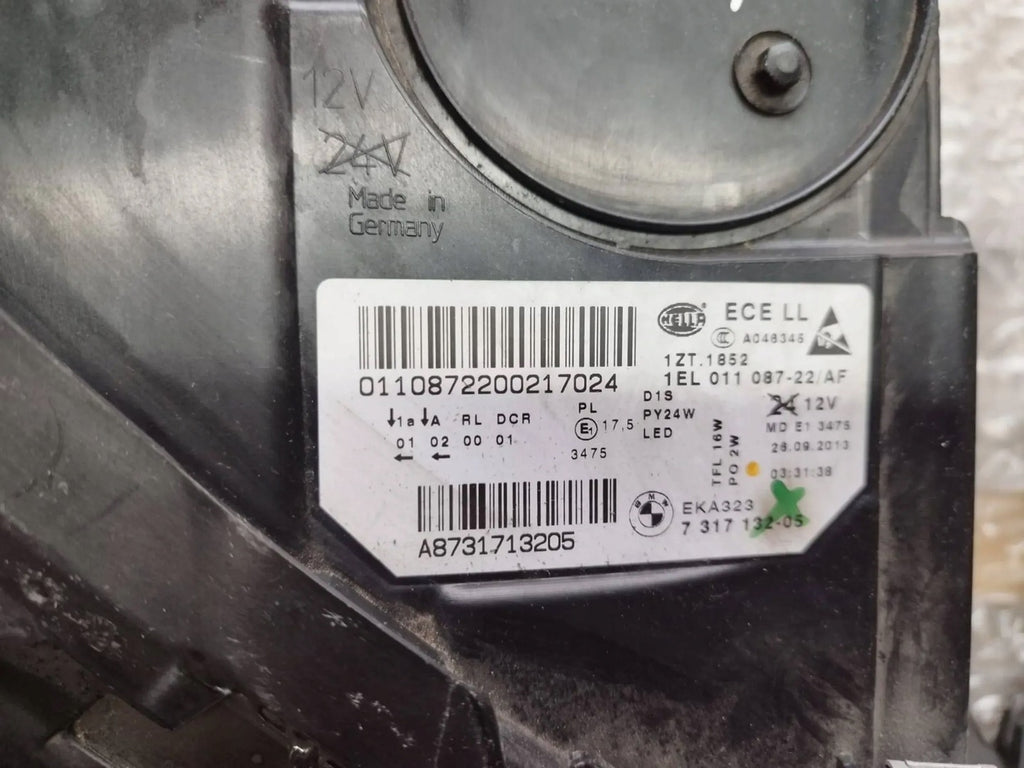 12V
24V
Made in
Germany
HELLA
ECE LL
A046345
0110872200217024
1ZT.1852
1EL 011 087-22/AF
↓1a ↓A RL DCR
01 02 00 01
← ←
PL
E1 17,5
3475
D1S
PY24W
LED
TFL 16W
PO 2W
24 12V
MD E1 3475
26.09.2013
03:31:38
A8731713205
BMW
EKA323
7 317 132-05